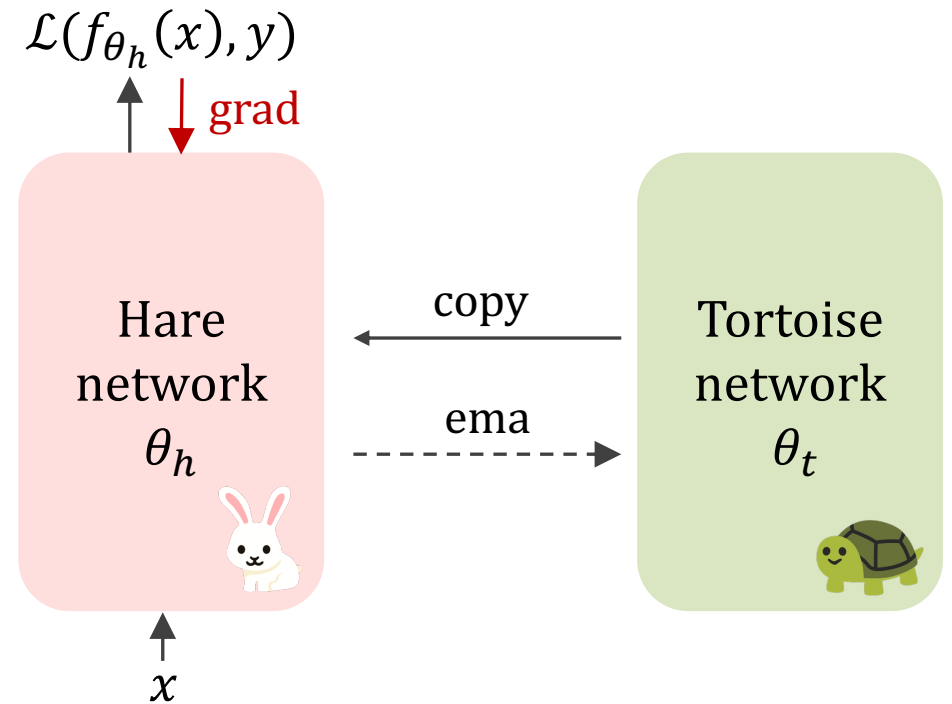 ℒ(f_{θ_h}(x), y)
grad
Hare
network
θ_h
copy
ema
Tortoise
network
θ_t
x